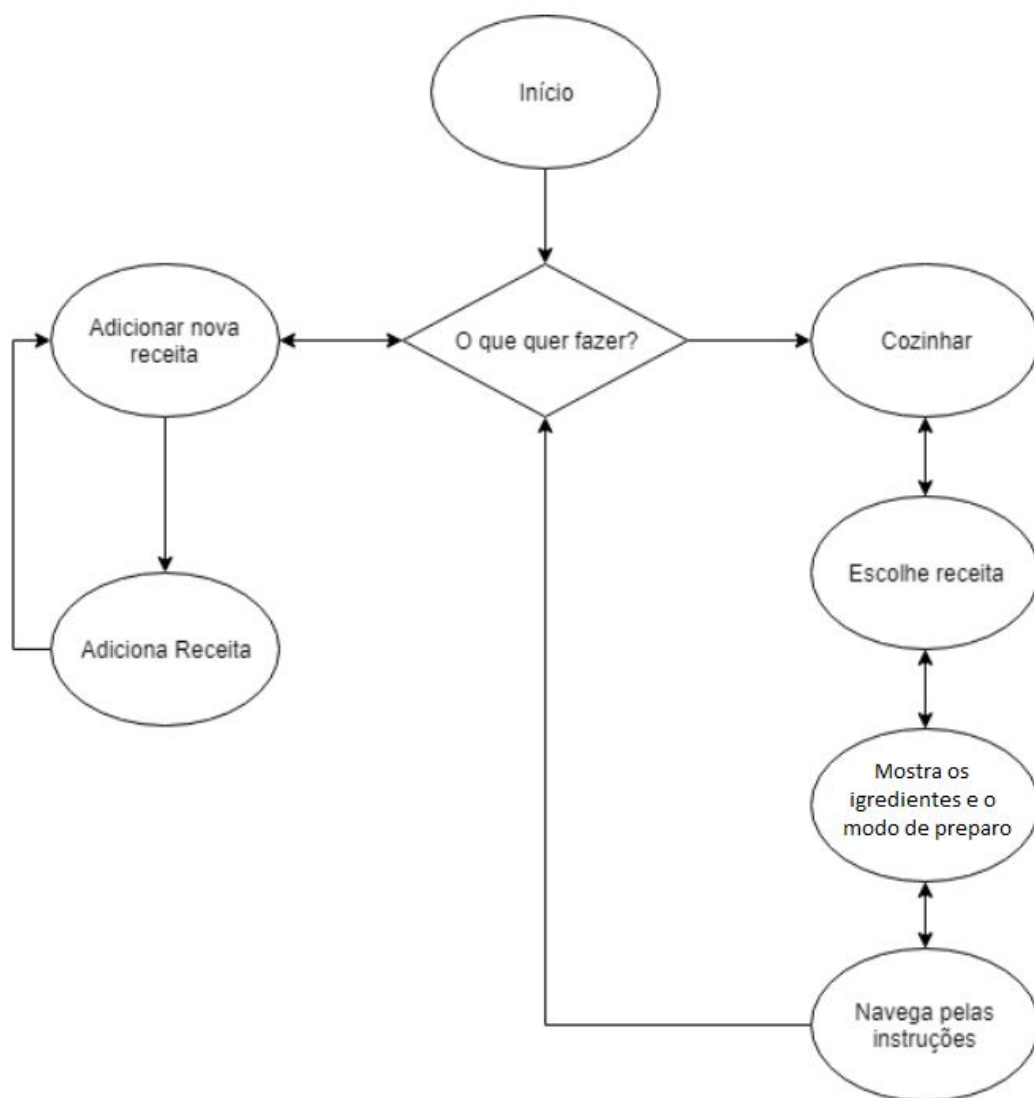 Início
Adicionar nova
receita
O que quer fazer?
Cozinhar
Escolhe receita
Adiciona Receita
Mostra os
igredientes e o
modo de preparo
Navega pelas
instruções